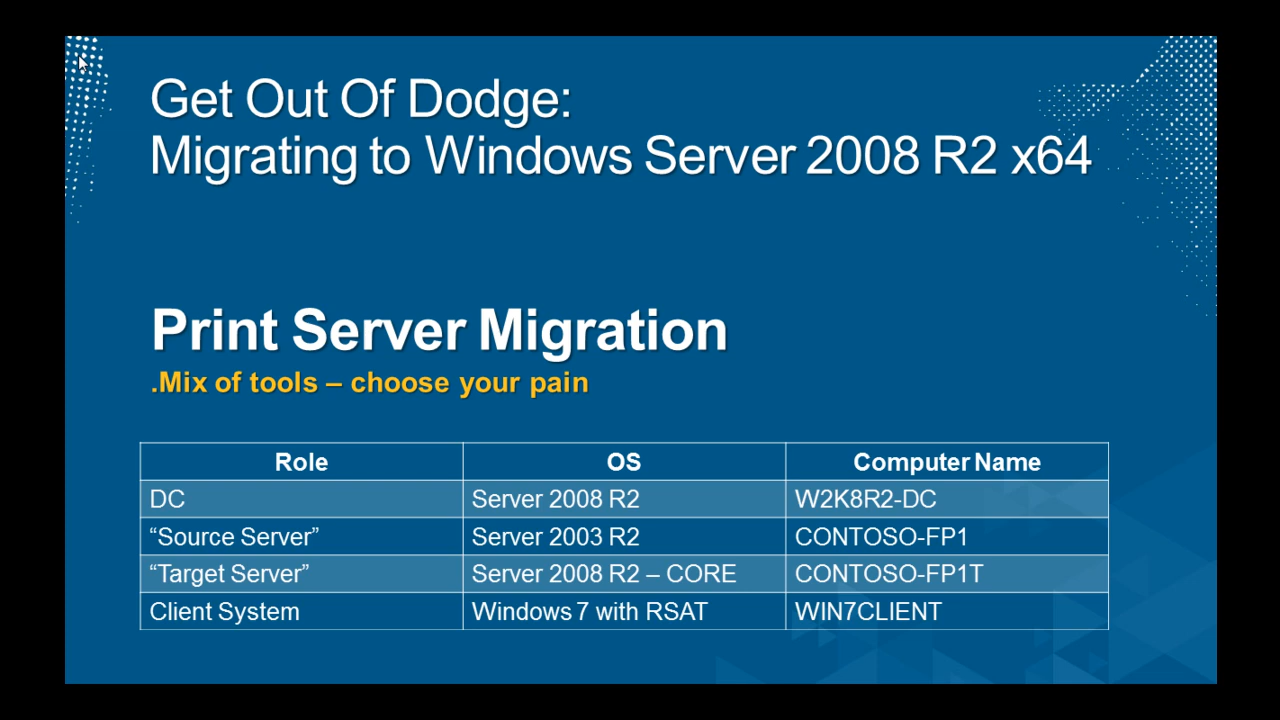 Get Out Of Dodge:
Migrating to Windows Server 2008 R2 x64
Print Server Migration
.Mix of tools – choose your pain
Role OS Computer Name
DC Server 2008 R2 W2K8R2-DC
“Source Server” Server 2003 R2 CONTOSO-FP1
“Target Server” Server 2008 R2 – CORE CONTOSO-FP1T
Client System Windows 7 with RSAT WIN7CLIENT